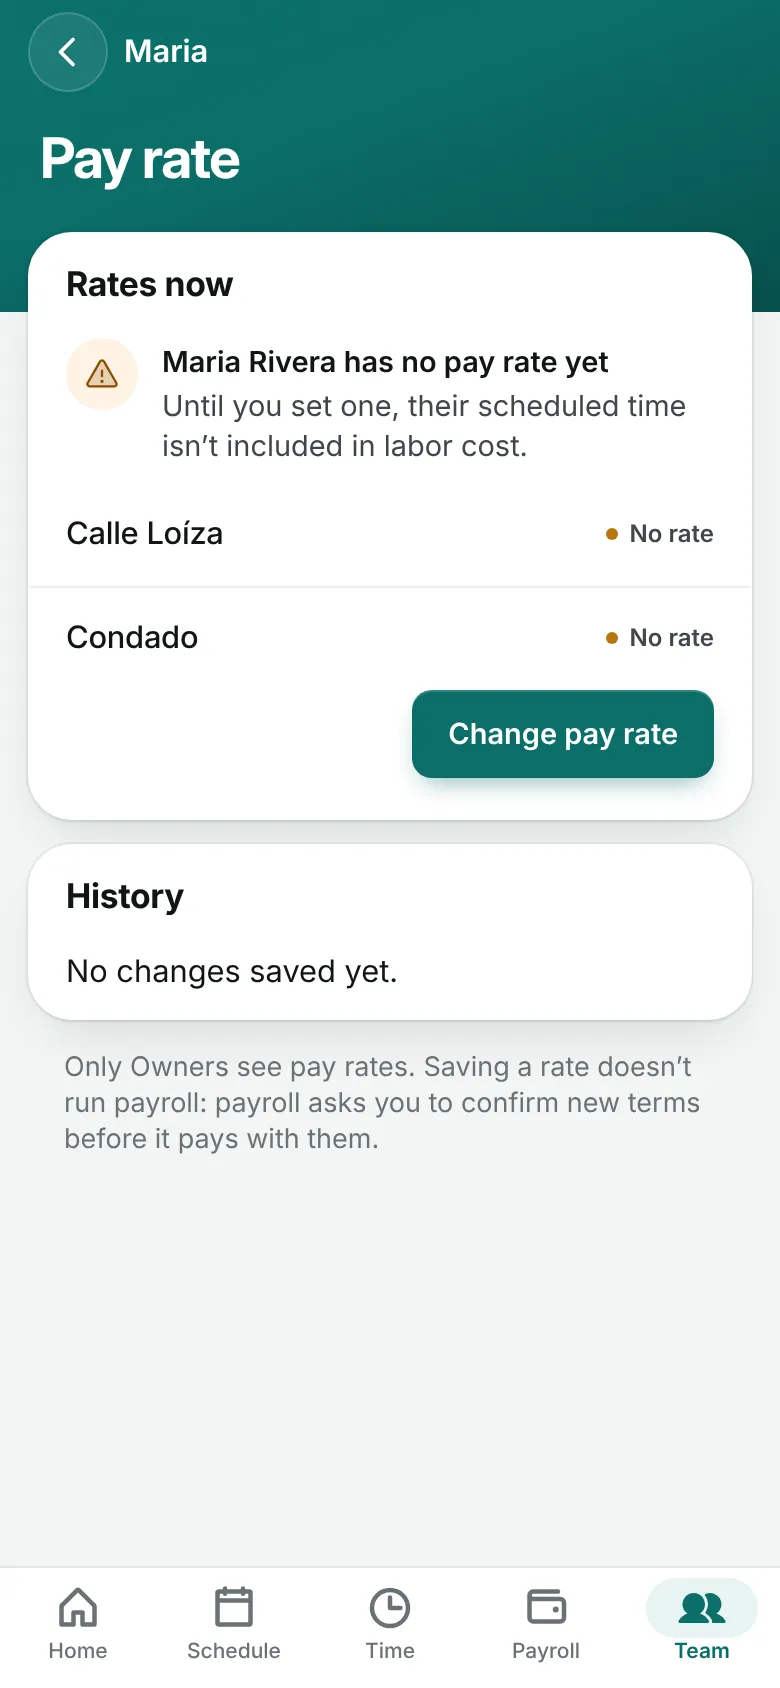 Maria
Pay rate
Rates now
Maria Rivera has no pay rate yet
Until you set one, their scheduled time
isn’t included in labor cost.
Calle Loíza
No rate
Condado
No rate
Change pay rate
History
No changes saved yet.
Only Owners see pay rates. Saving a rate doesn’t
run payroll: payroll asks you to confirm new terms
before it pays with them.
Home
Schedule
Time
Payroll
Team